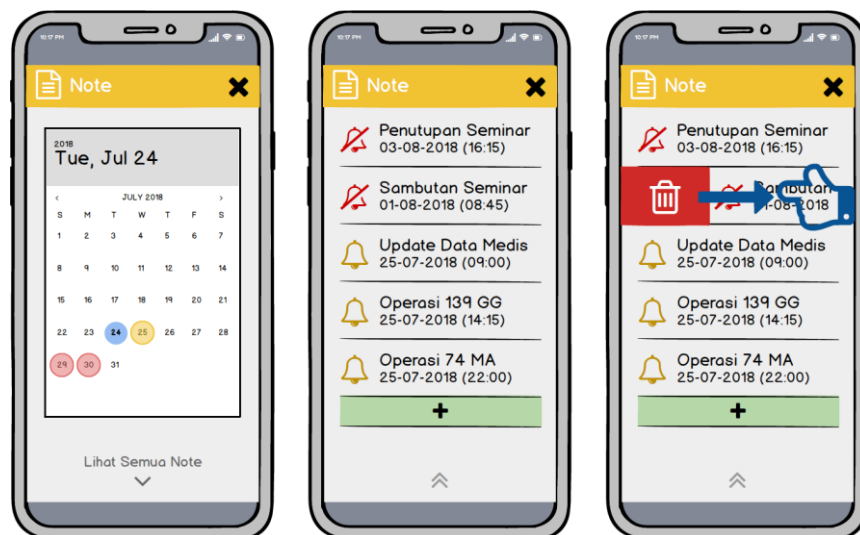 10:17 PM
Note
2018
Tue, Jul 24
JULY 2018
S M T W T F S
1 2 3 4 5 6 7
8 9 10 11 12 13 14
15 16 17 18 19 20 21
22 23 24 25 26 27 28
29 30 31
Lihat Semua Note
10:17 PM
Note
Penutupan Seminar
03-08-2018 (16:15)
Sambutan Seminar
01-08-2018 (08:45)
Update Data Medis
25-07-2018 (09:00)
Operasi 139 GG
25-07-2018 (14:15)
Operasi 74 MA
25-07-2018 (22:00)
+
10:17 PM
Note
Penutupan Seminar
03-08-2018 (16:15)
Sambutan
01-08-2018
Update Data Medis
25-07-2018 (09:00)
Operasi 139 GG
25-07-2018 (14:15)
Operasi 74 MA
25-07-2018 (22:00)
+